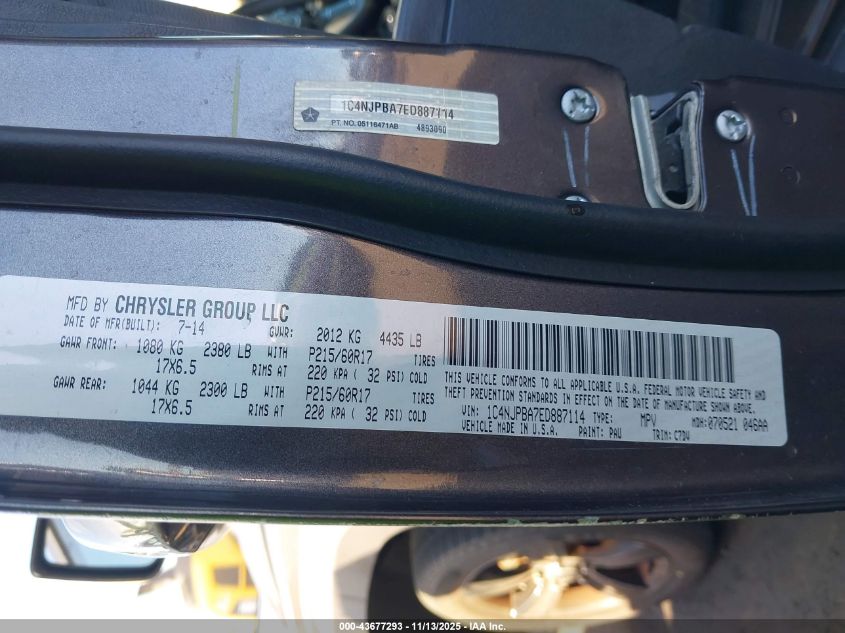 1C4NJPBA7ED887114
PT. NO. 05116471AB 4893090
MFD BY CHRYSLER GROUP LLC
DATE OF MFR(BUILT): 7-14 GVWR: 2012 KG 4435 LB
GAWR FRONT: 1080 KG 2380 LB WITH P215/60R17 TIRES
17X6.5 RIMS AT 220 KPA ( 32 PSI) COLD
GAWR REAR: 1044 KG 2300 LB WITH P215/60R17 TIRES
17X6.5 RIMS AT 220 KPA ( 32 PSI) COLD
THIS VEHICLE CONFORMS TO ALL APPLICABLE U.S.A. FEDERAL MOTOR VEHICLE SAFETY, BUMPER AND
THEFT PREVENTION STANDARDS IN EFFECT ON THE DATE OF MANUFACTURE SHOWN ABOVE.
VIN: 1C4NJPBA7ED887114 TYPE: MPV MDH: 070521 046AA
VEHICLE MADE IN U.S.A. PAINT: PAU TRIM: C7DV
000-43677293 - 11/13/2025 - IAA